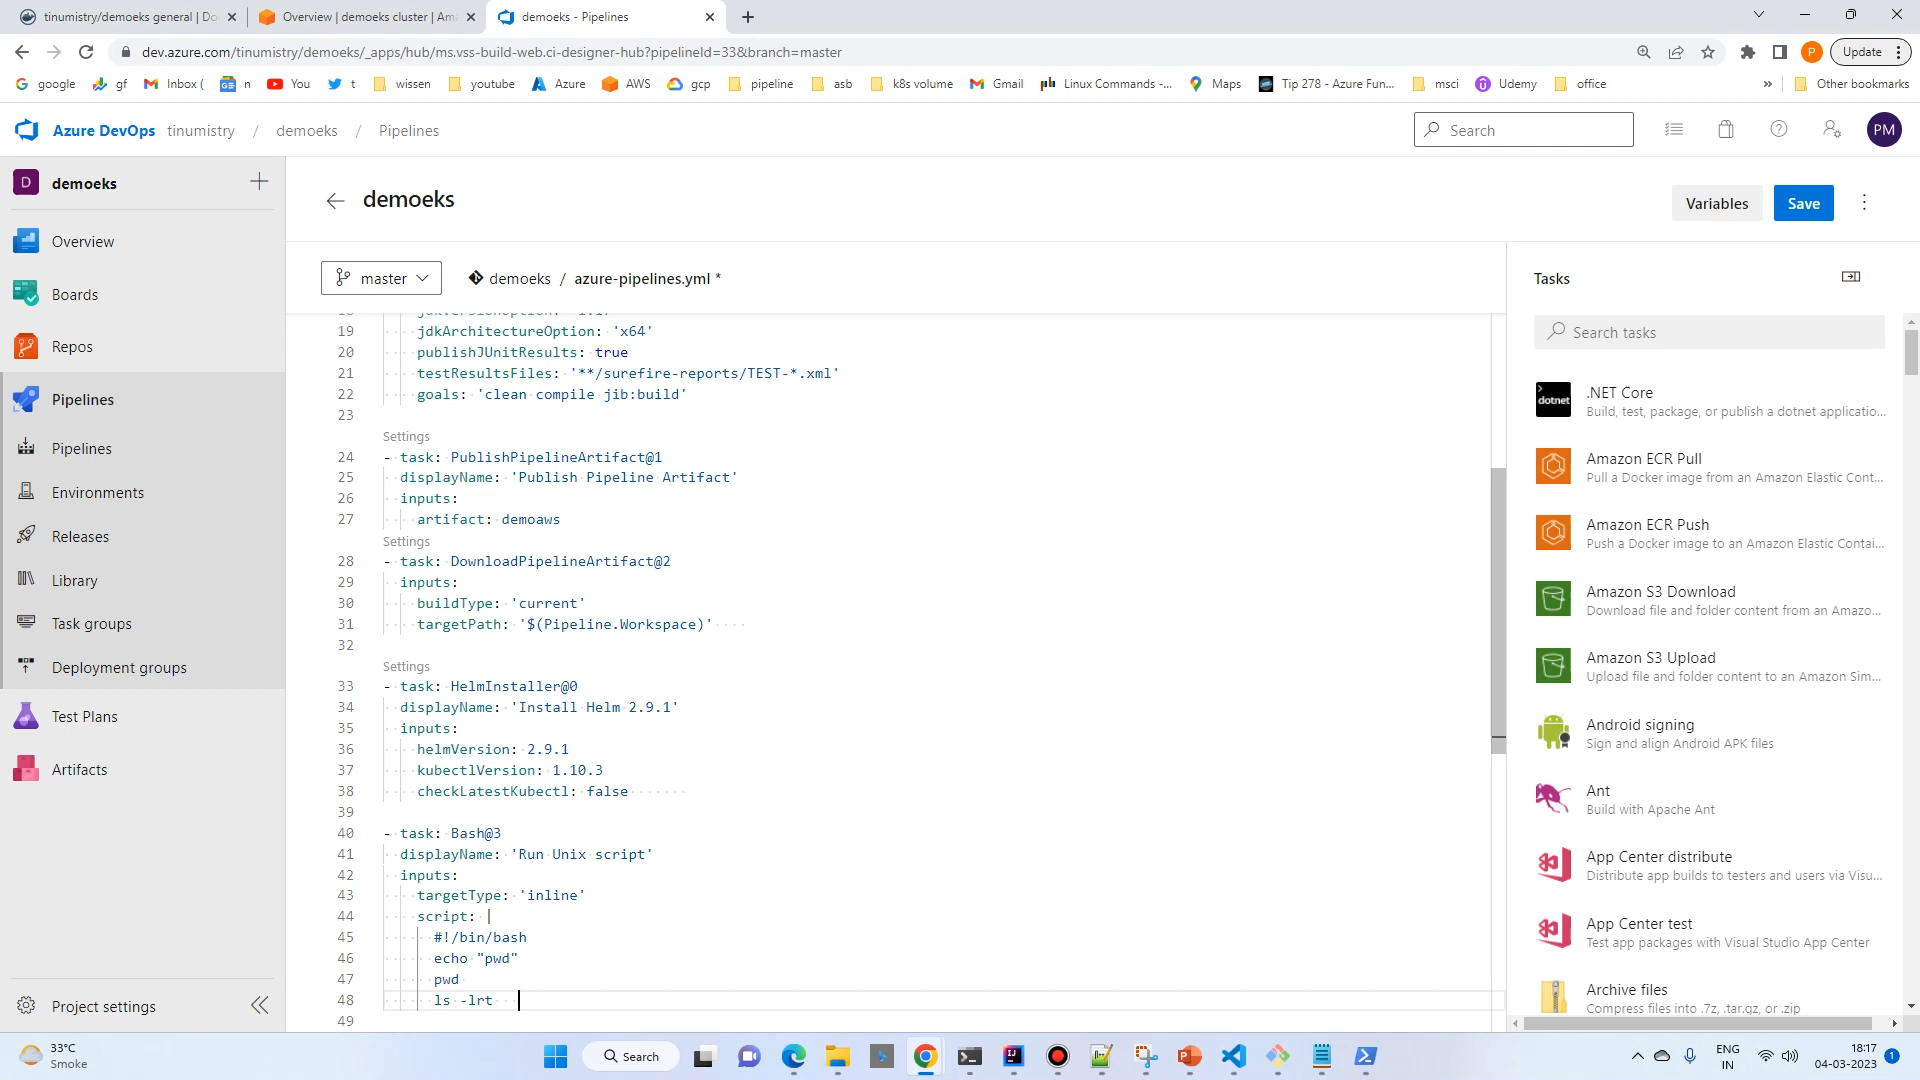 tinumistry/demoeks general | Do
Overview | demoeks cluster | Ama
demoeks - Pipelines
dev.azure.com/tinumistry/demoeks/_apps/hub/ms.vss-build-web.ci-designer-hub?pipelineId=33&branch=master
P
Update
google
gf
Inbox (
n
You
t
wissen
youtube
Azure
AWS
gcp
pipeline
asb
k8s volume
Gmail
Linux Commands -...
Maps
Tip 278 - Azure Fun...
msci
Udemy
office
»
Other bookmarks
Azure DevOps tinumistry / demoeks / Pipelines
Search
PM
D demoeks
Overview
Boards
Repos
Pipelines
Pipelines
Environments
Releases
Library
Task groups
Deployment groups
Test Plans
Artifacts
Project settings
demoeks
Variables
Save
master
demoeks / azure-pipelines.yml *
19 jdkArchitectureOption: 'x64'
20 publishJUnitResults: true
21 testResultsFiles: '**/surefire-reports/TEST-*.xml'
22 goals: 'clean compile jib:build'
23
Settings
24 - task: PublishPipelineArtifact@1
25 displayName: 'Publish Pipeline Artifact'
26 inputs:
27 artifact: demoaws
Settings
28 - task: DownloadPipelineArtifact@2
29 inputs:
30 buildType: 'current'
31 targetPath: '$(Pipeline.Workspace)'
32
Settings
33 - task: HelmInstaller@0
34 displayName: 'Install Helm 2.9.1'
35 inputs:
36 helmVersion: 2.9.1
37 kubectlVersion: 1.10.3
38 checkLatestKubectl: false
39
40 - task: Bash@3
41 displayName: 'Run Unix script'
42 inputs:
43 targetType: 'inline'
44 script: |
45 #!/bin/bash
46 echo "pwd"
47 pwd
48 ls -lrt
49
Tasks
Search tasks
dotnet
.NET Core
Build, test, package, or publish a dotnet applicatio...
Amazon ECR Pull
Pull a Docker image from an Amazon Elastic Cont...
Amazon ECR Push
Push a Docker image to an Amazon Elastic Contai...
Amazon S3 Download
Download file and folder content from an Amazo...
Amazon S3 Upload
Upload file and folder content to an Amazon Sim...
Android signing
Sign and align Android APK files
Ant
Build with Apache Ant
App Center distribute
Distribute app builds to testers and users via Visu...
App Center test
Test app packages with Visual Studio App Center
Archive files
Compress files into .7z, .tar.gz, or .zip
33°C
Smoke
Search
ENG
IN
18:17
04-03-2023
1